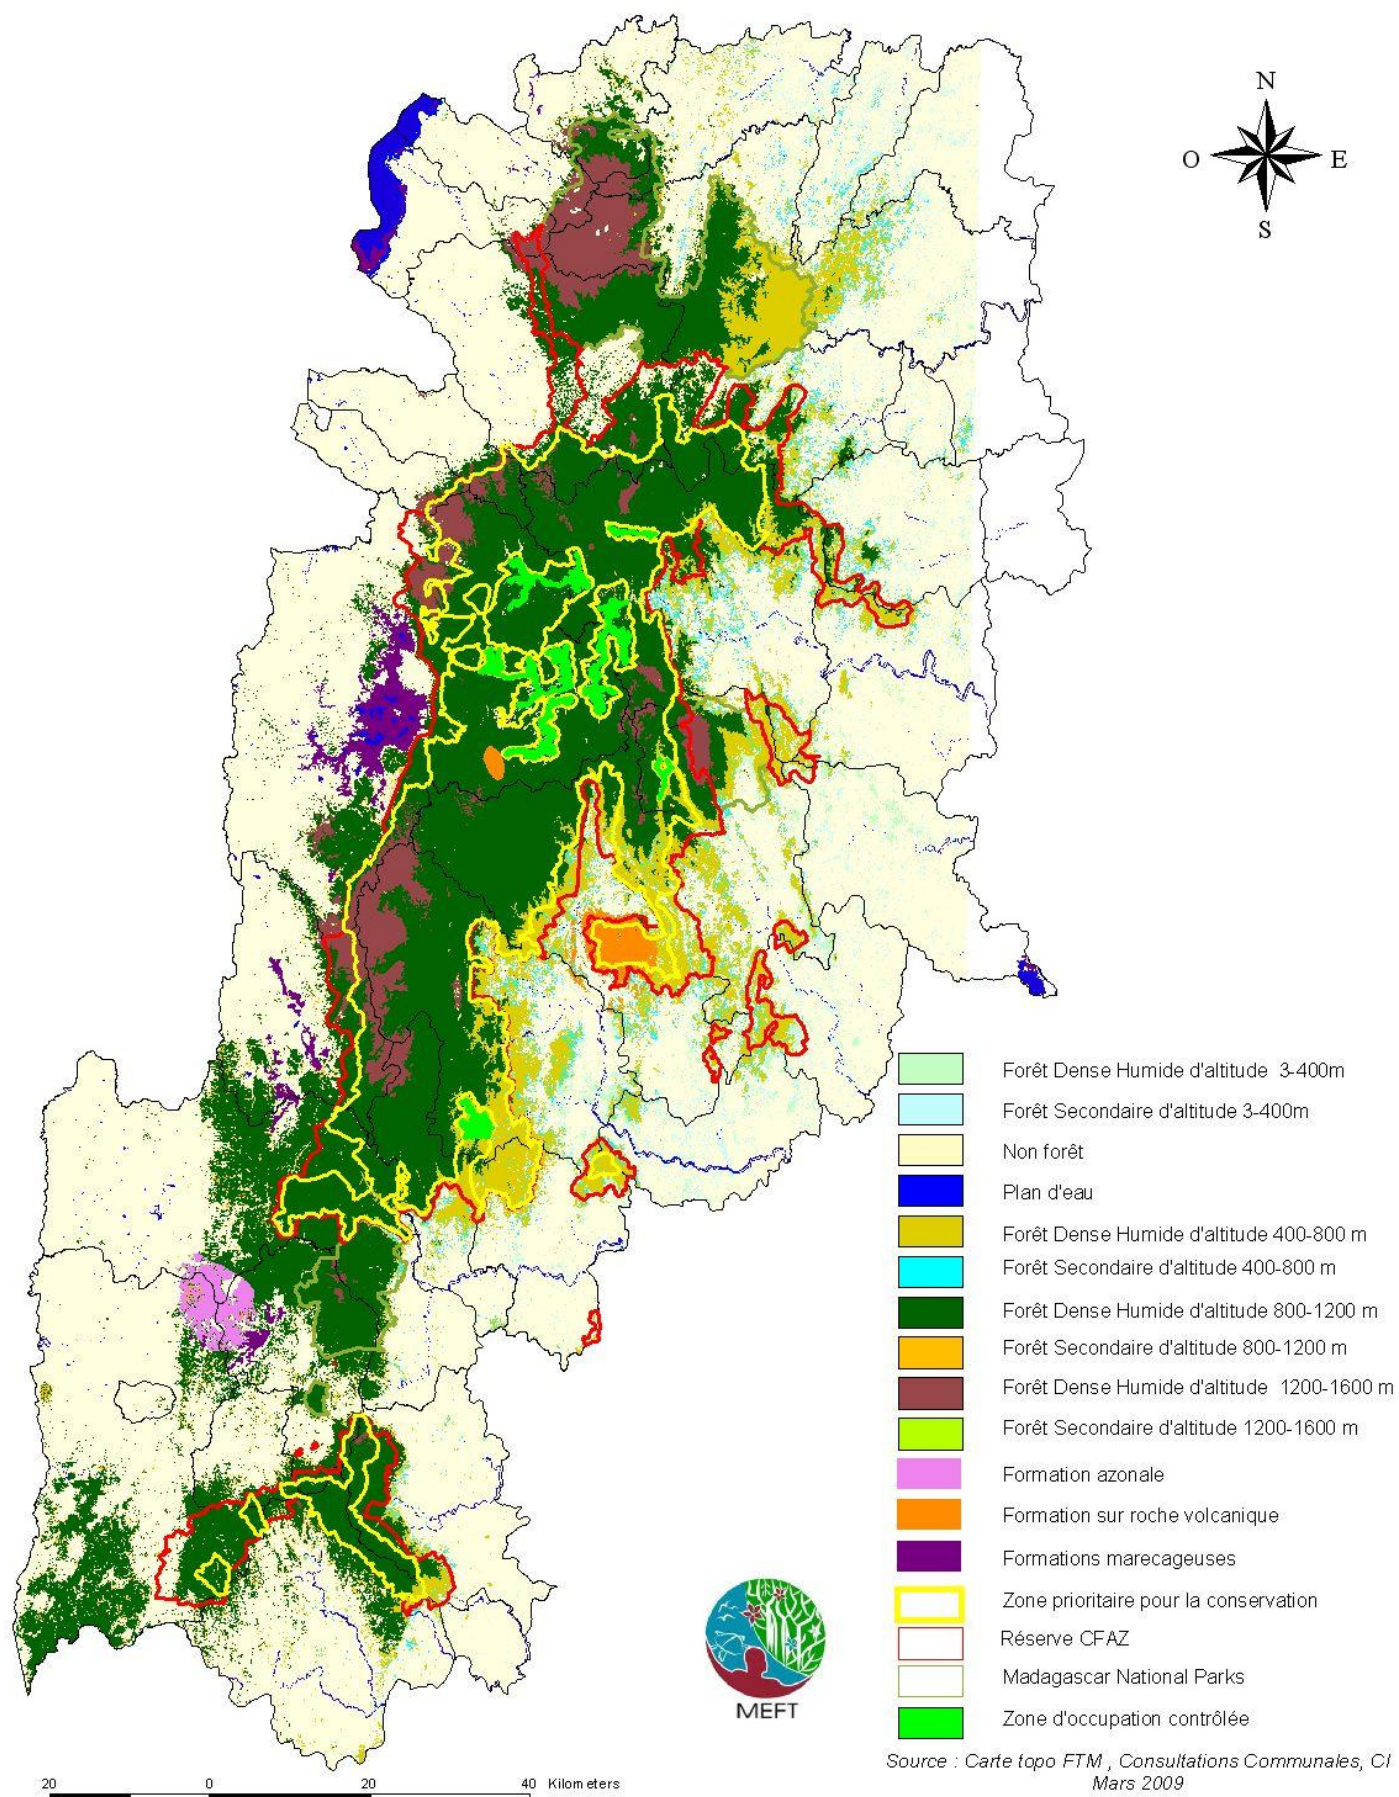 N
O
E
S
Forêt Dense Humide d'altitude 3-400m
Forêt Secondaire d'altitude 3-400m
Non forêt
Plan d'eau
Forêt Dense Humide d'altitude 400-800 m
Forêt Secondaire d'altitude 400-800 m
Forêt Dense Humide d'altitude 800-1200 m
Forêt Secondaire d'altitude 800-1200 m
Forêt Dense Humide d'altitude 1200-1600 m
Forêt Secondaire d'altitude 1200-1600 m
Formation azonale
Formation sur roche volcanique
Formations marecageuses
Zone prioritaire pour la conservation
Réserve CFAZ
Madagascar National Parks
Zone d'occupation contrôlée
MEFT
Source : Carte topo FTM , Consultations Communales, CI
Mars 2009
20 0 20 40 Kilometers